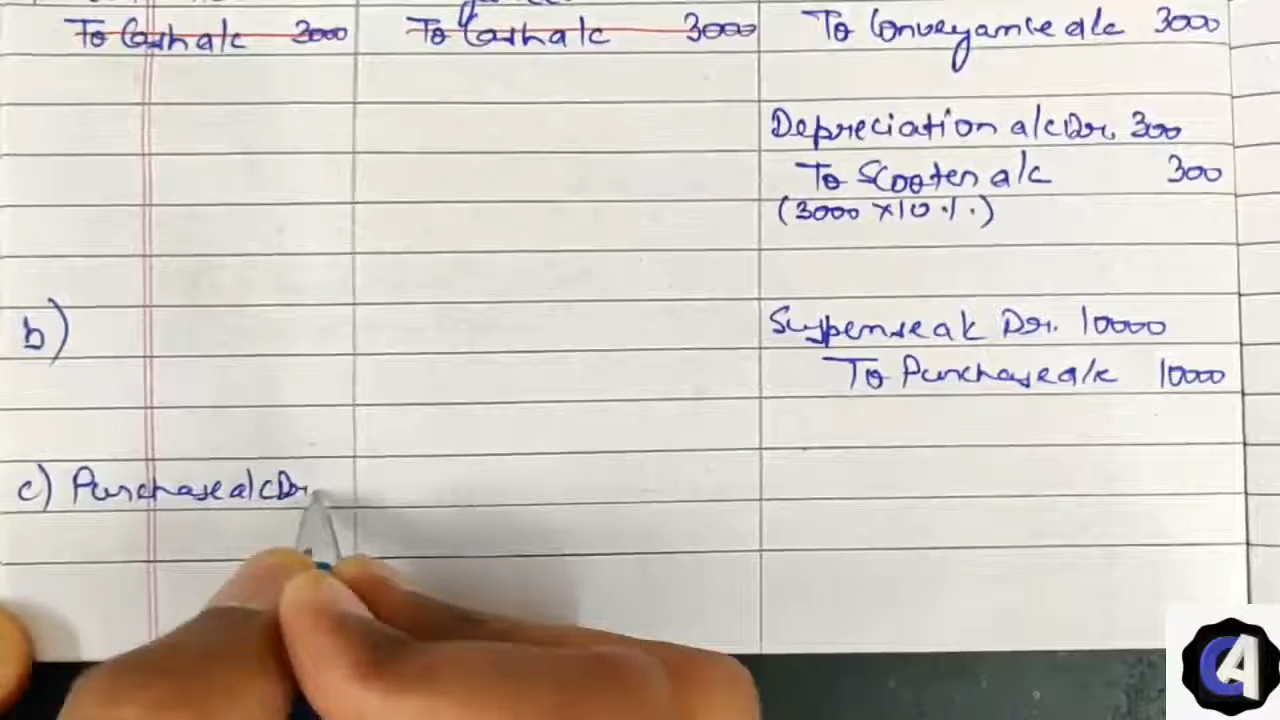 To Cash a/c 3000 To Cash a/c 3000 To Conveyance a/c 3000
Depreciation a/c Dr. 300
To Scooter a/c 300
(3000 × 10 %.)
b) Suspense a/c Dr. 10000
To Purchase a/c 10000
c) Purchase a/c Dr.
CA